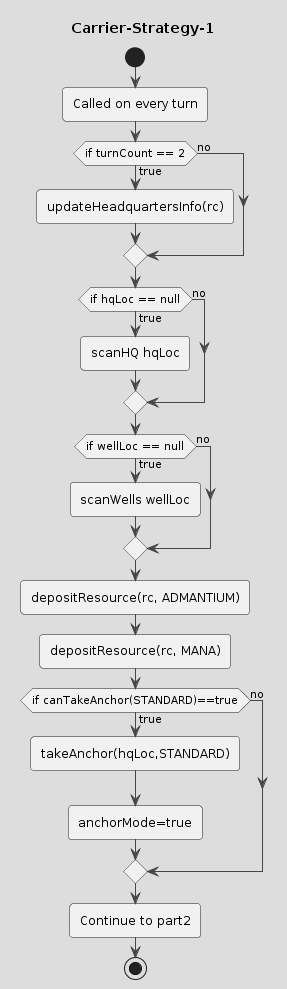 Carrier-Strategy-1
Called on every turn
if turnCount == 2
no
true
updateHeadquartersInfo(rc)
if hqLoc == null
no
true
scanHQ hqLoc
if wellLoc == null
no
true
scanWells wellLoc
depositResource(rc, ADMANTIUM)
depositResource(rc, MANA)
if canTakeAnchor(STANDARD)==true
no
true
takeAnchor(hqLoc,STANDARD)
anchorMode=true
Continue to part2